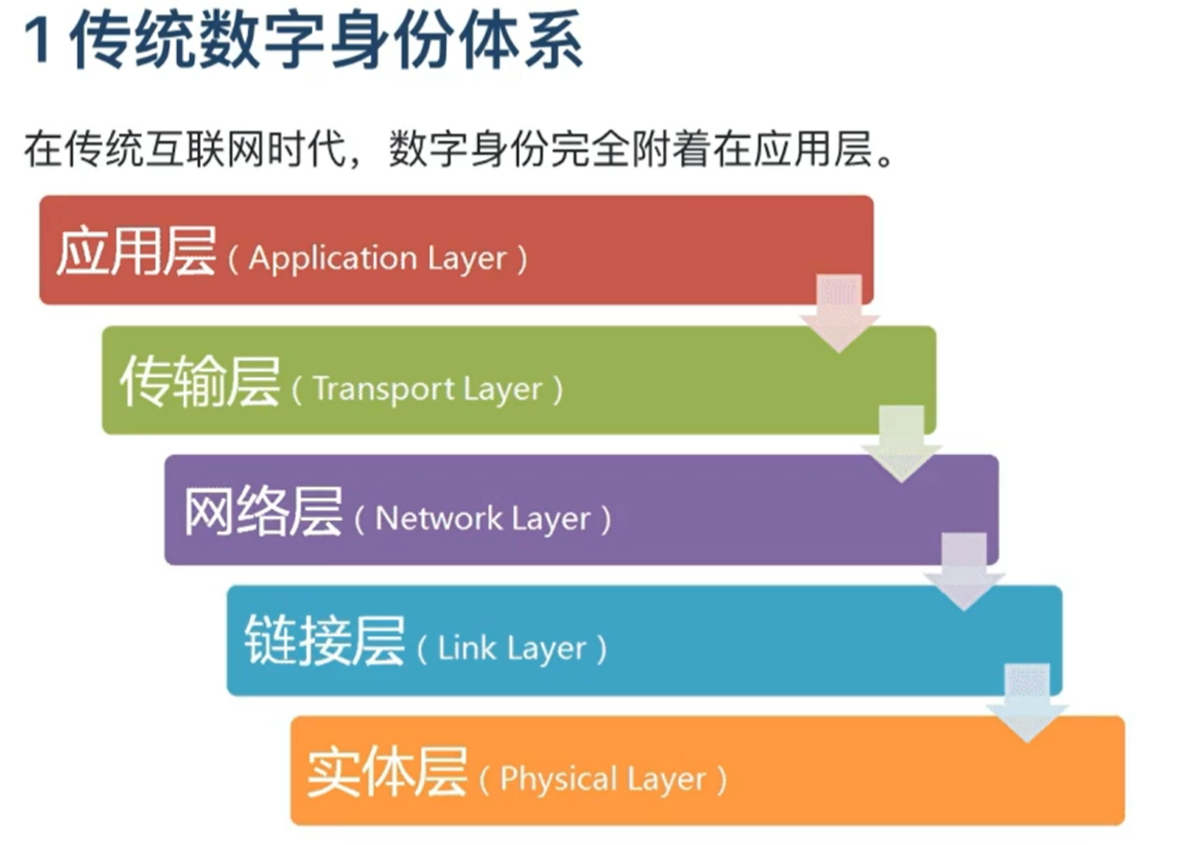 1 传统数字身份体系
在传统互联网时代，数字身份完全附着在应用层。
应用层（Application Layer）
传输层（Transport Layer）
网络层（Network Layer）
链接层（Link Layer）
实体层（Physical Layer）